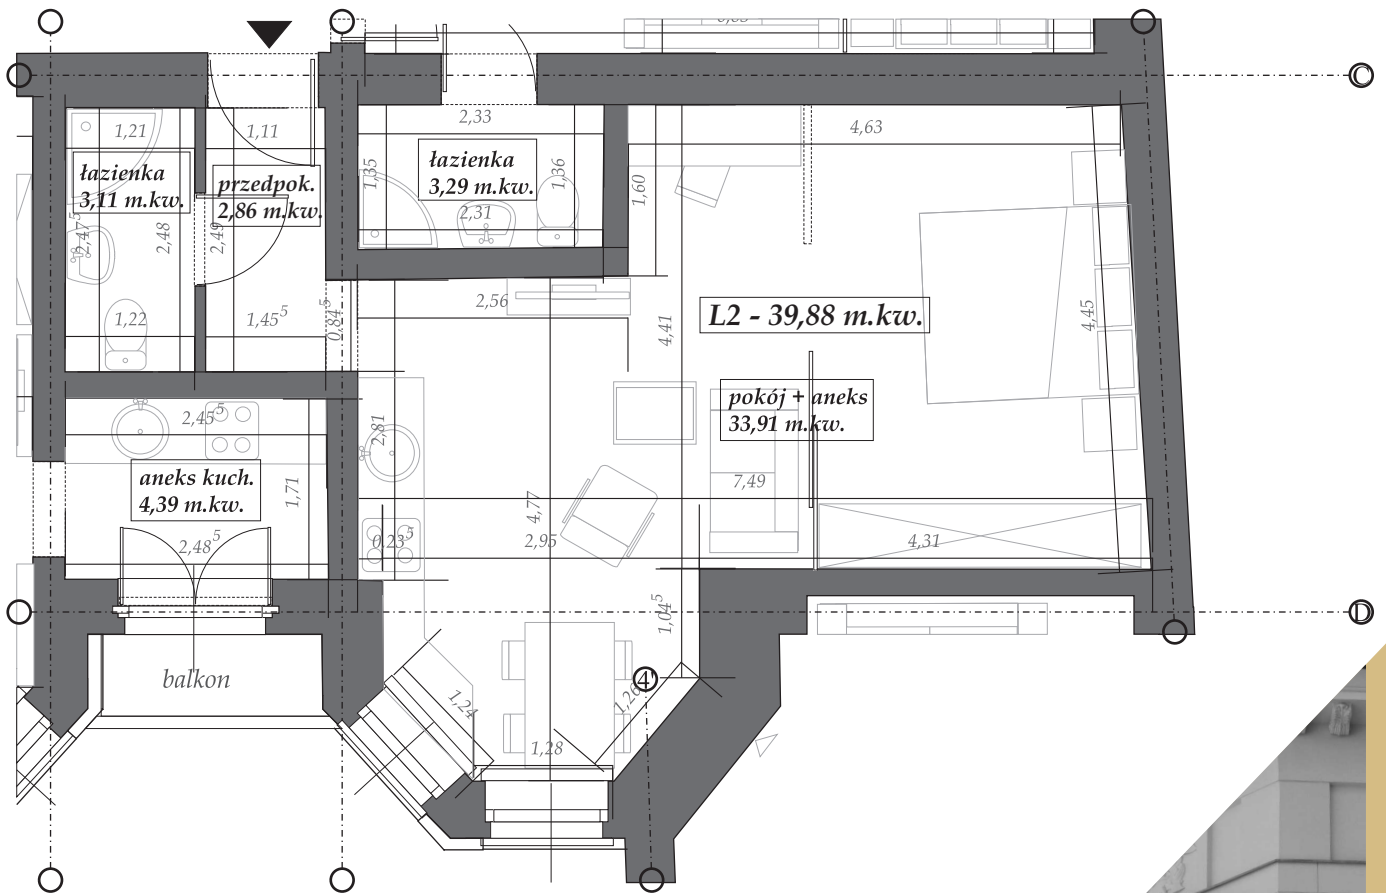 C
1,21
1,11
2,33
4,63
łazienka
3,11 m.kw.
przedpok.
2,86 m.kw.
1,35
łazienka
3,29 m.kw.
1,36
1,60
2,31
2,47⁵
2,48
2,49
2,56
1,22
1,45⁵
0,84⁵
4,41
L2 - 39,88 m.kw.
4,45
pokój + aneks
33,91 m.kw.
2,45⁵
2,81
aneks kuch.
4,39 m.kw.
1,71
7,49
4,77
2,48⁵
0,23⁵
2,95
4,31
1,04⁵
D
balkon
4'
1,24
1,26
1,28